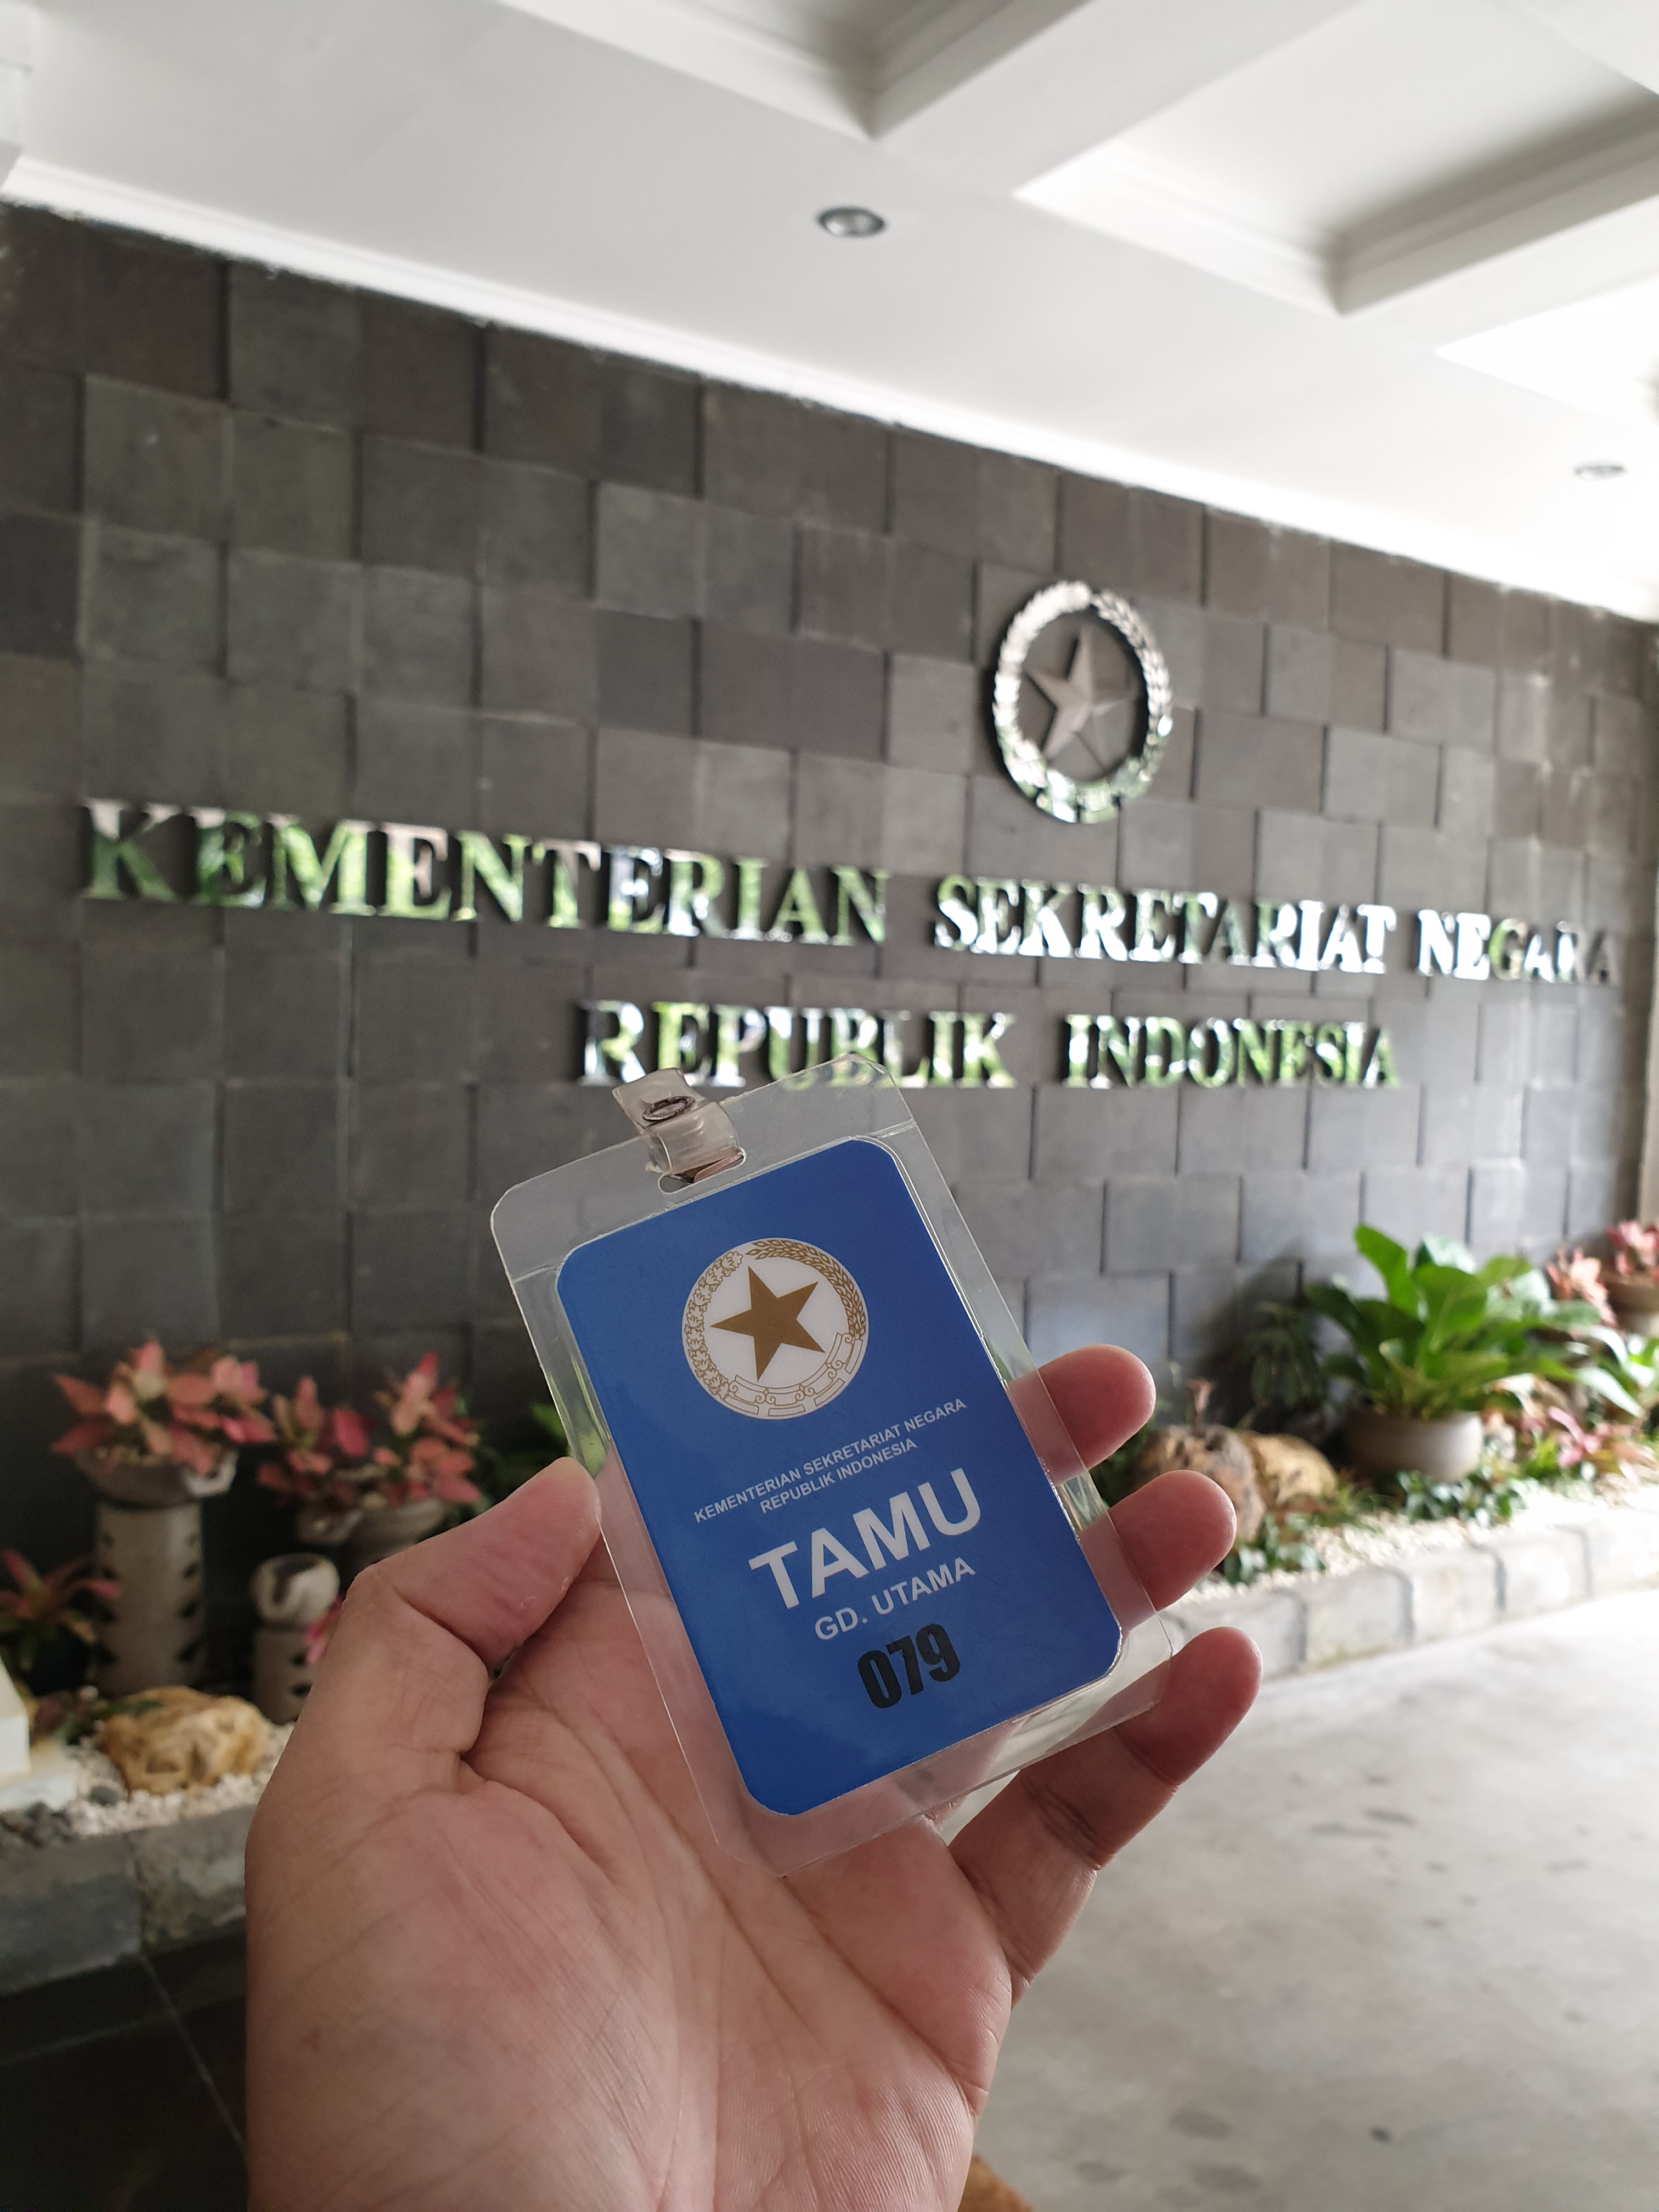 KEMENTERIAN SEKRETARIAT NEGARA
REPUBLIK INDONESIA
KEMENTERIAN SEKRETARIAT NEGARA
REPUBLIK INDONESIA
TAMU
GD. UTAMA
079